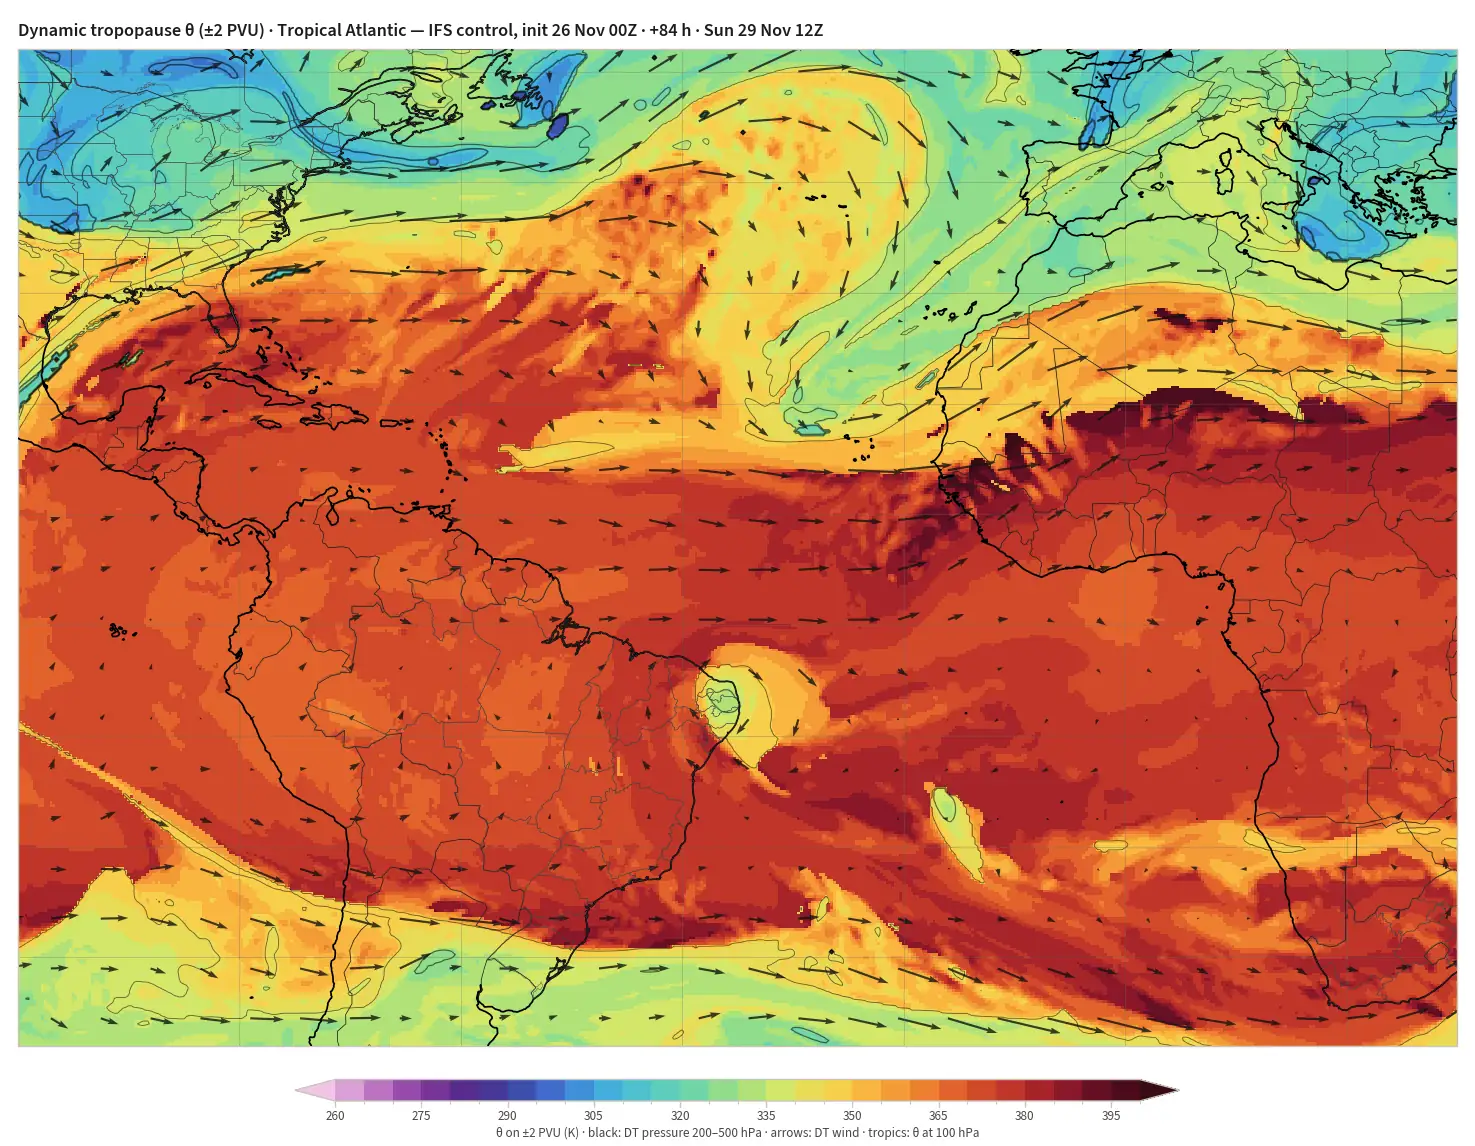 Dynamic tropopause θ (±2 PVU) · Tropical Atlantic — IFS control, init 26 Nov 00Z · +84 h · Sun 29 Nov 12Z
260 275 290 305 320 335 350 365 380 395
θ on ±2 PVU (K) · black: DT pressure 200–500 hPa · arrows: DT wind · tropics: θ at 100 hPa